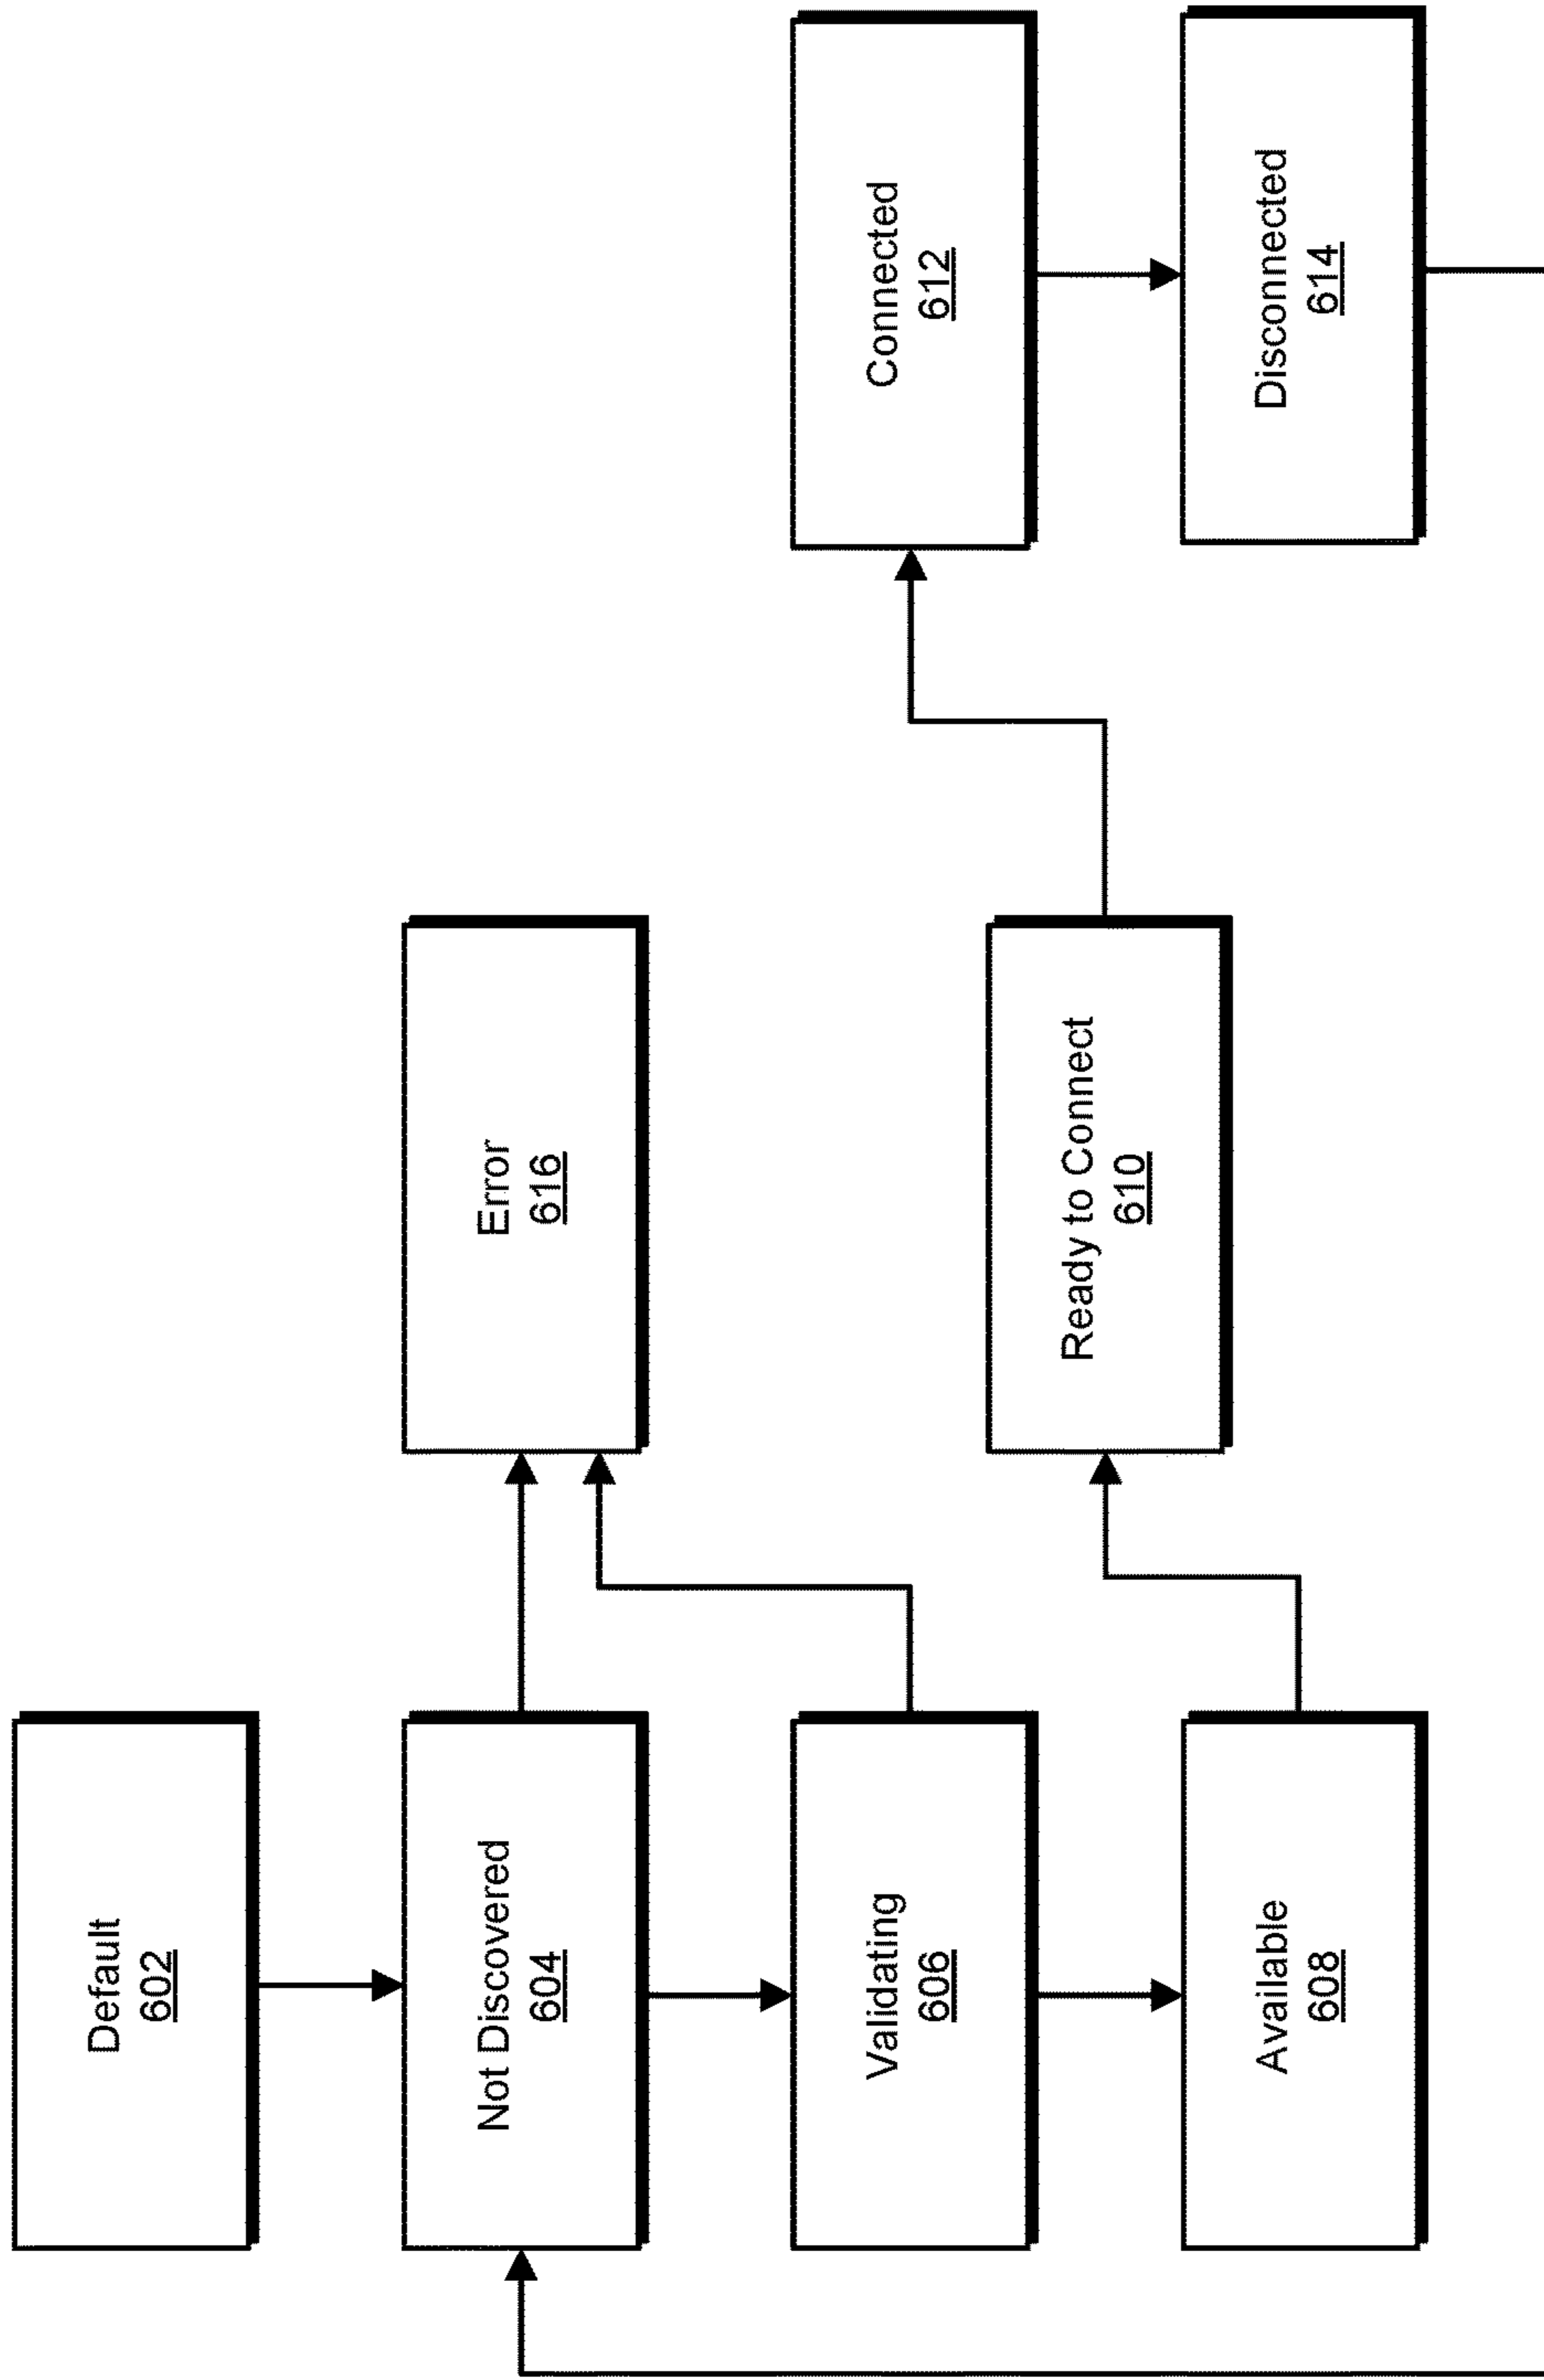 Default
602
Not Discovered
604
Validating
606
Available
608
Error
616
Ready to Connect
610
Connected
612
Disconnected
614